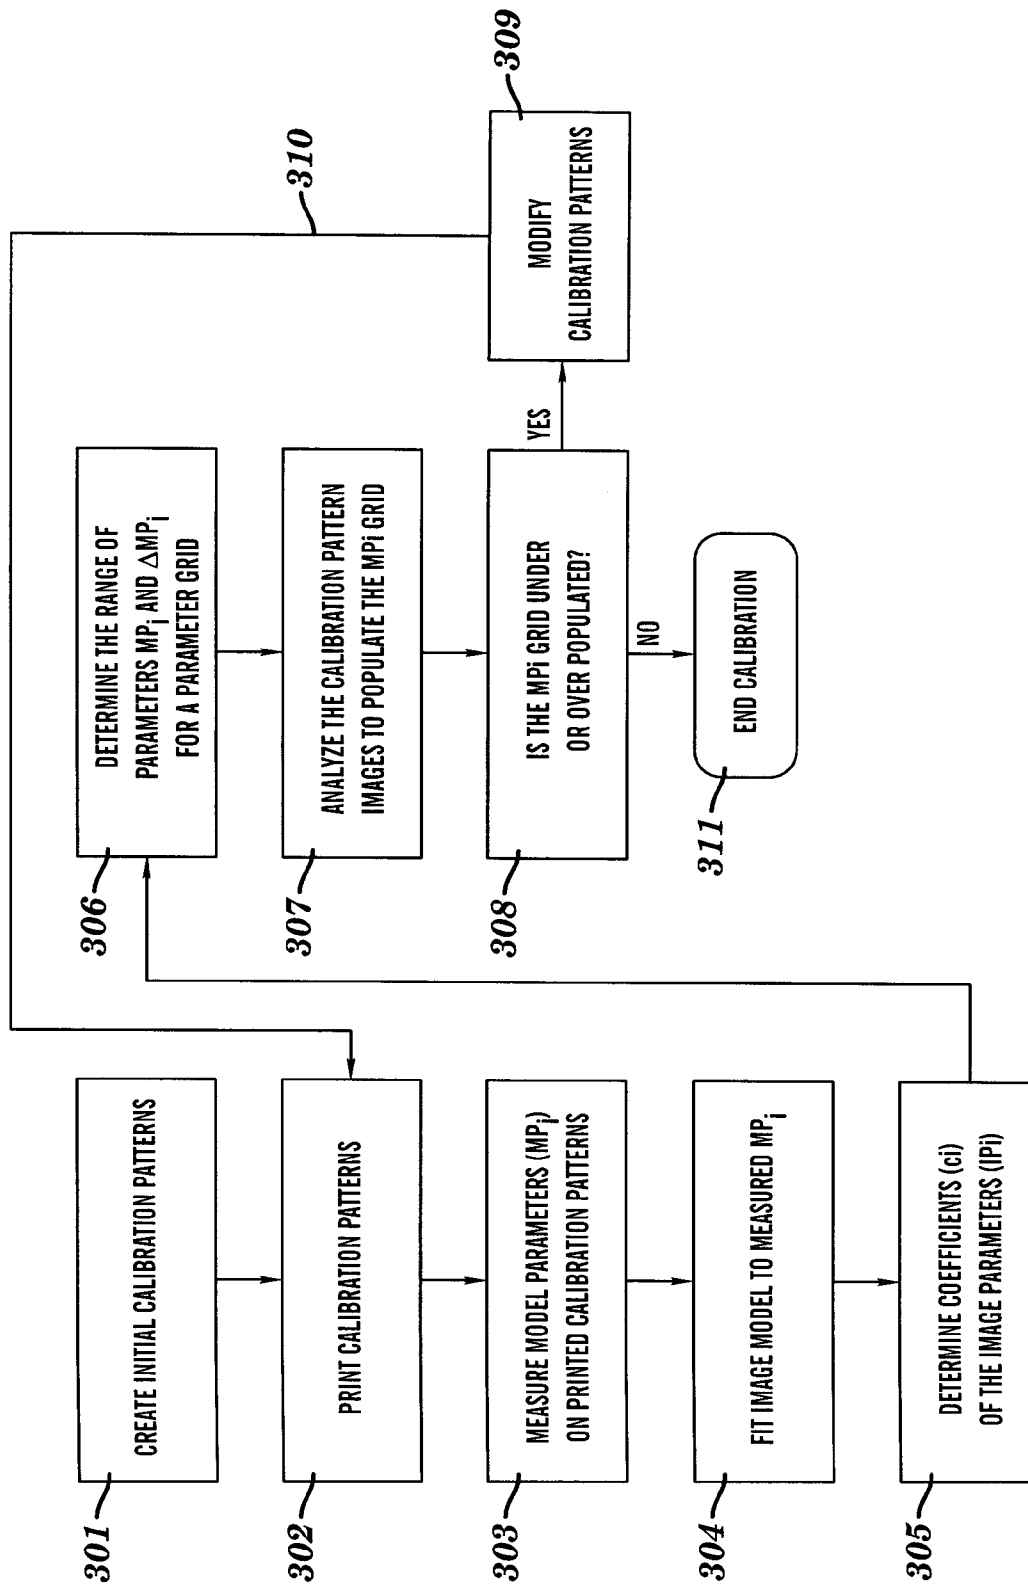 301
CREATE INITIAL CALIBRATION PATTERNS
302
PRINT CALIBRATION PATTERNS
303
MEASURE MODEL PARAMETERS (MPi)
ON PRINTED CALIBRATION PATTERNS
304
FIT IMAGE MODEL TO MEASURED MPi
305
DETERMINE COEFFICIENTS (ci)
OF THE IMAGE PARAMETERS (IPi)
306
DETERMINE THE RANGE OF
PARAMETERS MPi AND ΔMPi
FOR A PARAMETER GRID
307
ANALYZE THE CALIBRATION PATTERN
IMAGES TO POPULATE THE MPi GRID
308
IS THE MPi GRID UNDER
OR OVER POPULATED?
YES
NO
309
MODIFY
CALIBRATION PATTERNS
310
311
END CALIBRATION